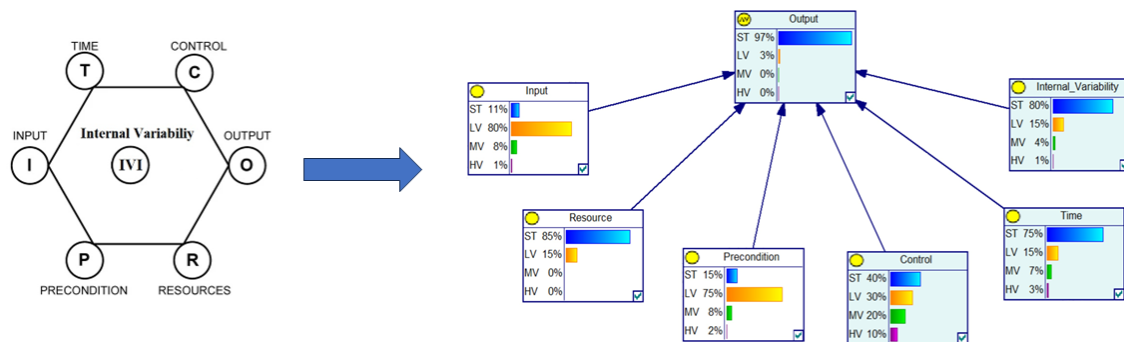 TIME
CONTROL
T
C
INPUT
Internal Variabiliy
OUTPUT
I
IVI
O
P
R
PRECONDITION
RESOURCES
Output
ST 97%
LV 3%
MV 0%
HV 0%
Input
ST 11%
LV 80%
MV 8%
HV 1%
Internal_Variability
ST 80%
LV 15%
MV 4%
HV 1%
Resource
ST 85%
LV 15%
MV 0%
HV 0%
Precondition
ST 15%
LV 75%
MV 8%
HV 2%
Control
ST 40%
LV 30%
MV 20%
HV 10%
Time
ST 75%
LV 15%
MV 7%
HV 3%